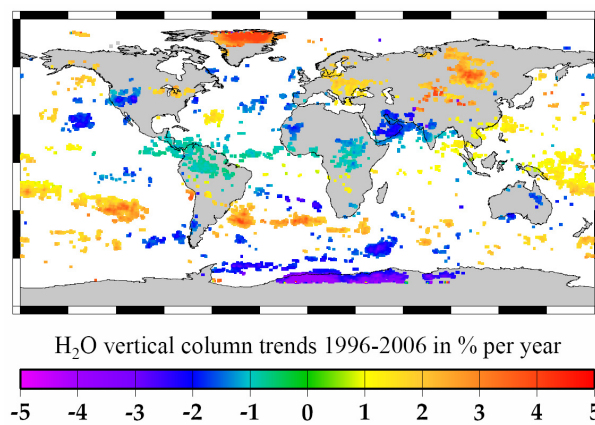 H₂O vertical column trends 1996-2006 in % per year
-5 -4 -3 -2 -1 0 1 2 3 4 5